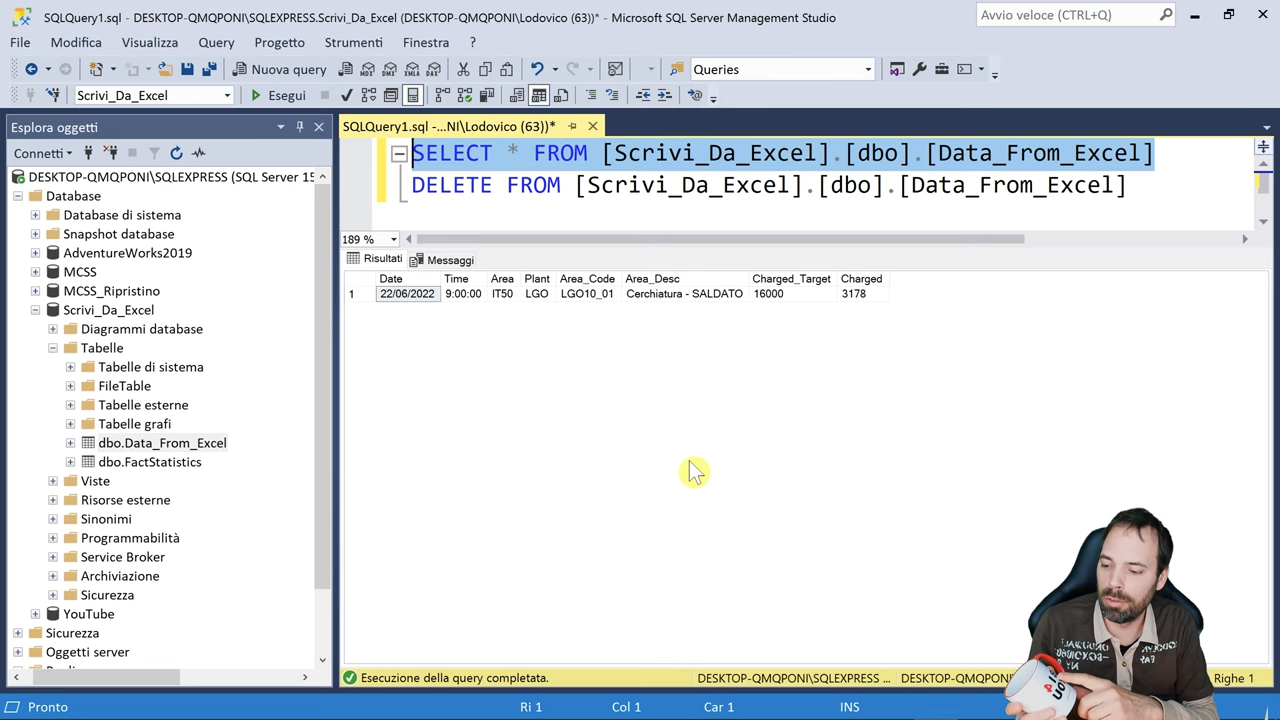 SQLQuery1.sql - DESKTOP-QMQPONI\SQLEXPRESS.Scrivi_Da_Excel (DESKTOP-QMQPONI\Lodovico (63))* - Microsoft SQL Server Management Studio
Avvio veloce (CTRL+Q)
File Modifica Visualizza Query Progetto Strumenti Finestra ?
Nuova query
MDX DMX XMLA DAX
Queries
Scrivi_Da_Excel
Esegui
Esplora oggetti
SQLQuery1.sql -...NI\Lodovico (63))*
Connetti
SELECT * FROM [Scrivi_Da_Excel].[dbo].[Data_From_Excel]
DELETE FROM [Scrivi_Da_Excel].[dbo].[Data_From_Excel]
189 %
Risultati Messaggi
Date Time Area Plant Area_Code Area_Desc Charged_Target Charged
1 22/06/2022 9:00:00 IT50 LGO LGO10_01 Cerchiatura - SALDATO 16000 3178
DESKTOP-QMQPONI\SQLEXPRESS (SQL Server 15
Database
Database di sistema
Snapshot database
AdventureWorks2019
MCSS
MCSS_Ripristino
Scrivi_Da_Excel
Diagrammi database
Tabelle
Tabelle di sistema
FileTable
Tabelle esterne
Tabelle grafi
dbo.Data_From_Excel
dbo.FactStatistics
Viste
Risorse esterne
Sinonimi
Programmabilità
Service Broker
Archiviazione
Sicurezza
YouTube
Sicurezza
Oggetti server
Esecuzione della query completata.
DESKTOP-QMQPONI\SQLEXPRESS ...
Righe 1
Pronto
Ri 1
Col 1
Car 1
INS